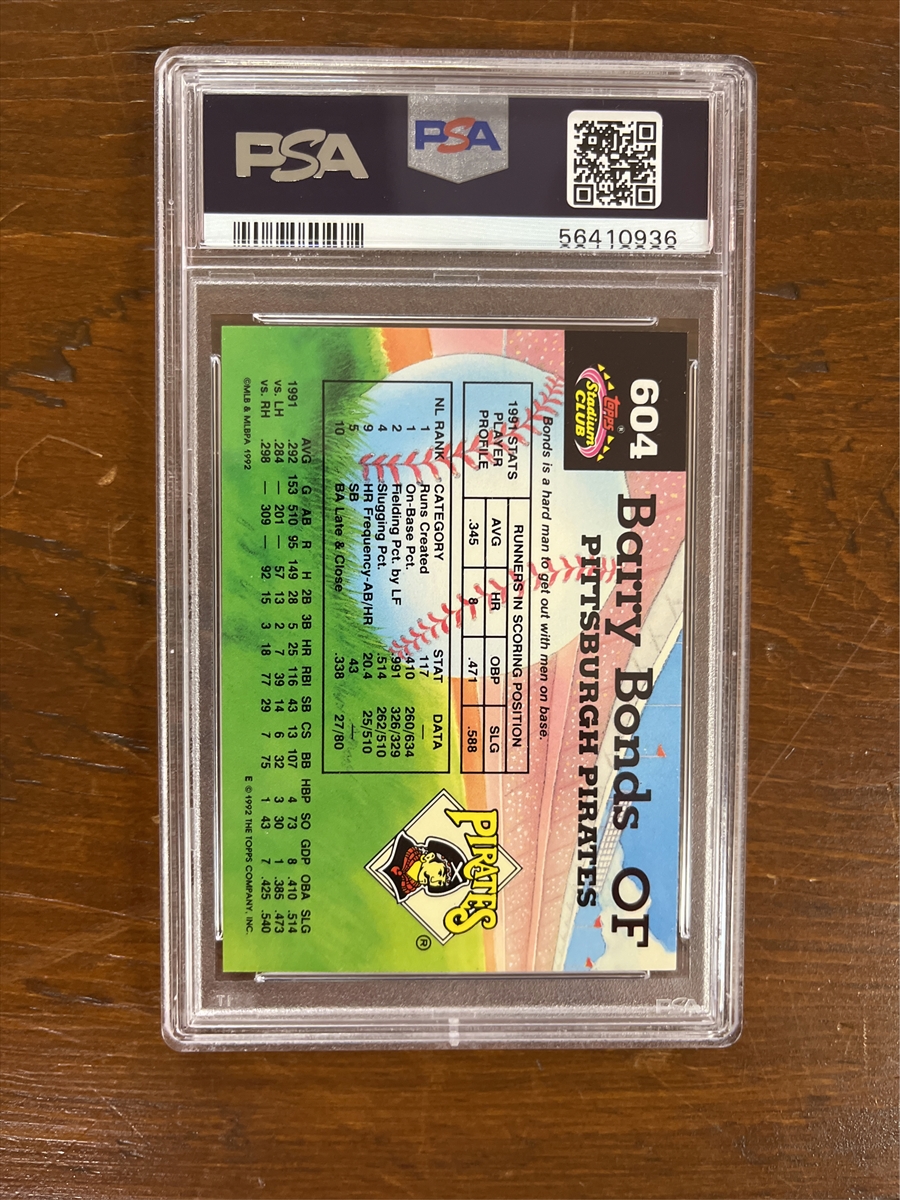 PSA
PSA
56410936
604
Topps®
Stadium
CLUB
Barry Bonds OF
PITTSBURGH PIRATES
Bonds is a hard man to get out with men on base.
1991 STATS
PLAYER
PROFILE
RUNNERS IN SCORING POSITION
AVG HR OBP SLG
.345 8 .471 .588
NL RANK CATEGORY STAT DATA
1 Runs Created 117 —
1 On-Base Pct. .410 260/634
2 Fielding Pct. by LF .991 326/329
4 Slugging Pct. .514 262/510
9 HR Frequency-AB/HR 20.4 25/510
5 SB 43 —
10 BA Late & Close .338 27/80
PIRATES
®
AVG G AB R H 2B 3B HR RBI SB CS BB HBP SO GDP OBA SLG
1991 .292 153 510 95 149 28 5 25 116 43 13 107 4 73 8 .410 .514
vs. LH .284 — 201 — 57 13 2 7 39 14 6 32 3 30 1 .385 .473
vs. RH .298 — 309 — 92 15 3 18 77 29 7 75 1 43 7 .425 .540
©MLB & MLBPA 1992
E © 1992 THE TOPPS COMPANY, INC.
PSA